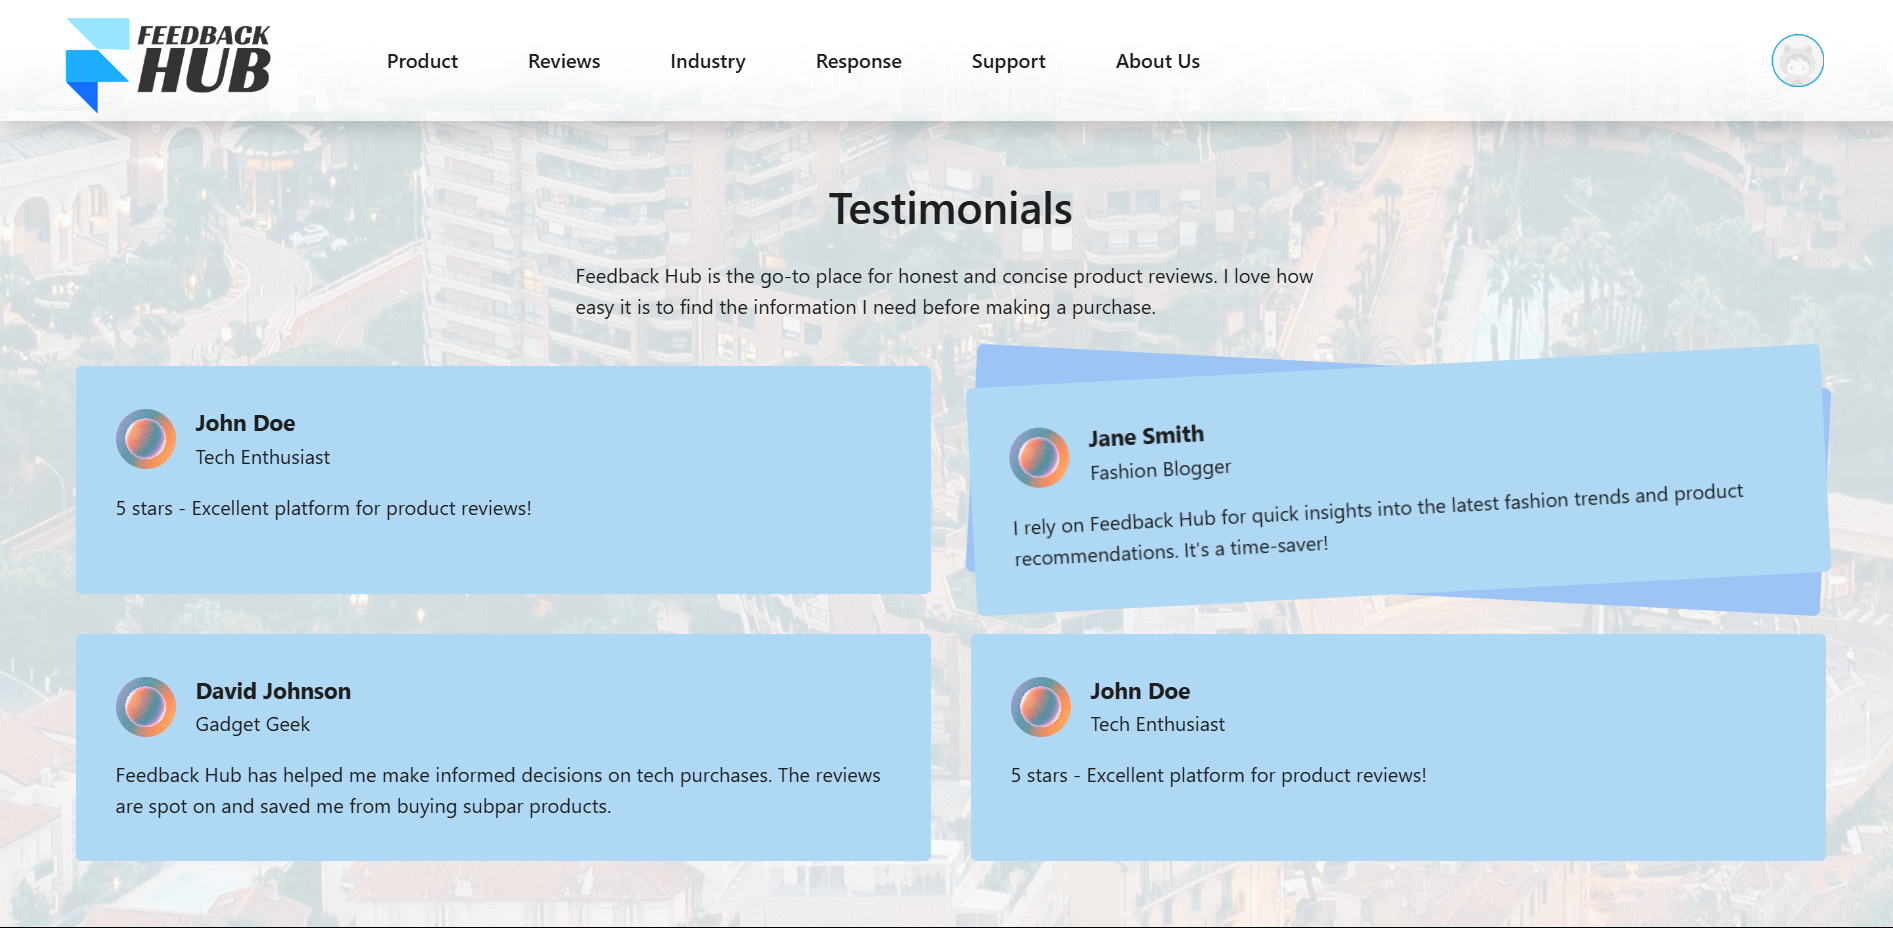 FEEDBACK
HUB
Product Reviews Industry Response Support About Us
Testimonials
Feedback Hub is the go-to place for honest and concise product reviews. I love how
easy it is to find the information I need before making a purchase.
John Doe
Tech Enthusiast
5 stars - Excellent platform for product reviews!
Jane Smith
Fashion Blogger
I rely on Feedback Hub for quick insights into the latest fashion trends and product
recommendations. It's a time-saver!
David Johnson
Gadget Geek
Feedback Hub has helped me make informed decisions on tech purchases. The reviews
are spot on and saved me from buying subpar products.
John Doe
Tech Enthusiast
5 stars - Excellent platform for product reviews!